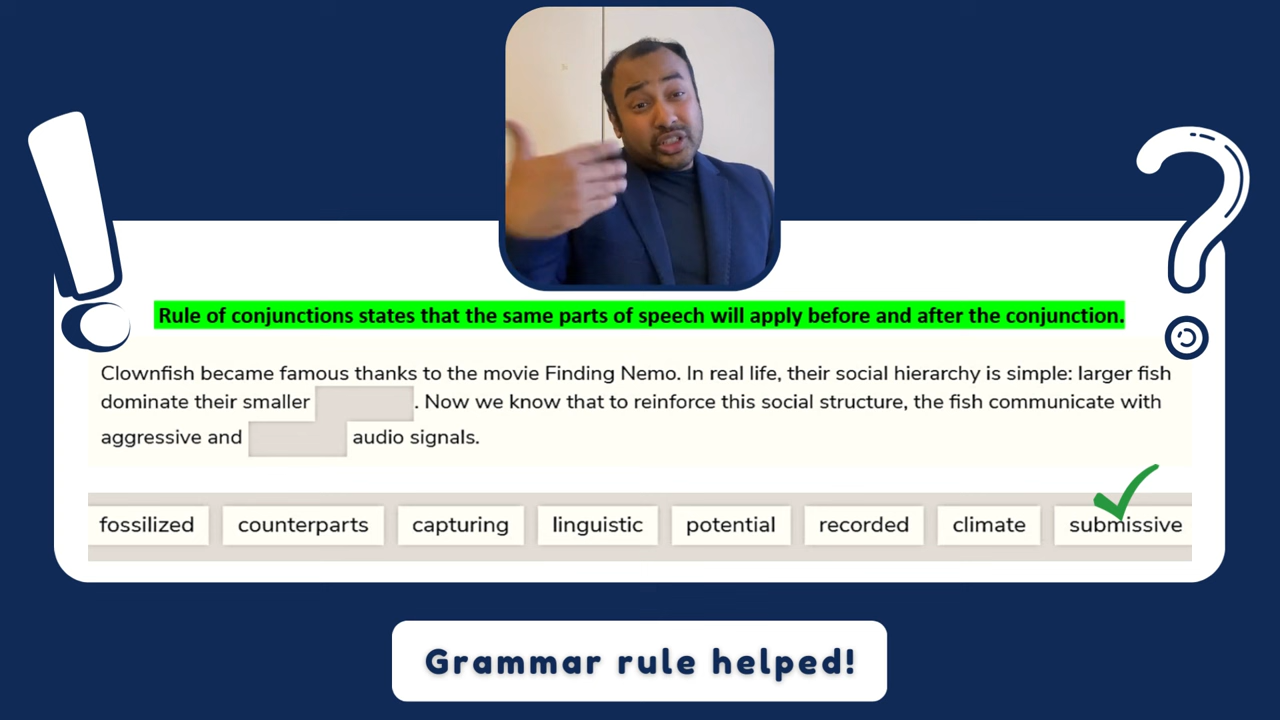 Rule of conjunctions states that the same parts of speech will apply before and after the conjunction.
Clownfish became famous thanks to the movie Finding Nemo. In real life, their social hierarchy is simple: larger fish
dominate their smaller . Now we know that to reinforce this social structure, the fish communicate with
aggressive and audio signals.
fossilized counterparts capturing linguistic potential recorded climate submissive
Grammar rule helped!